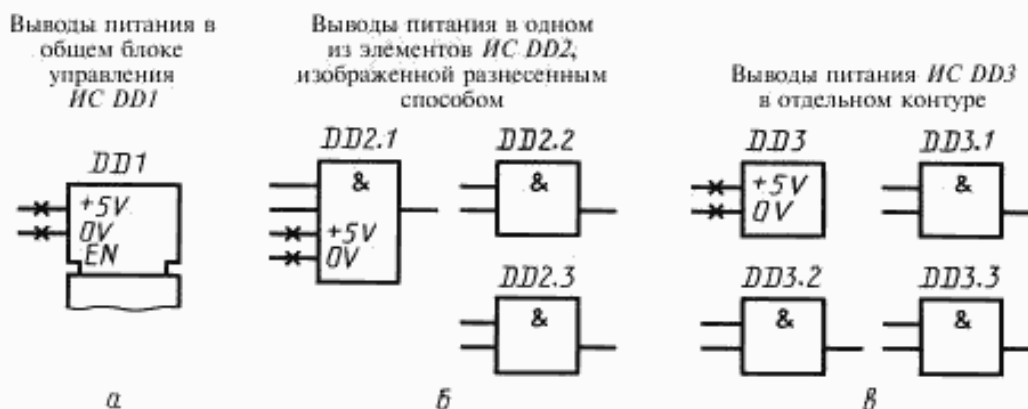 Выводы питания в
общем блоке
управления
ИС DD1
Выводы питания в одном
из элементов ИС DD2,
изображенной разнесенным
способом
Выводы питания ИС DD3
в отдельном контуре
DD1
+5V
0V
EN
а
DD2.1
&
+5V
0V
DD2.2
&
DD2.3
&
б
DD3
+5V
0V
DD3.1
&
DD3.2
&
DD3.3
&
в